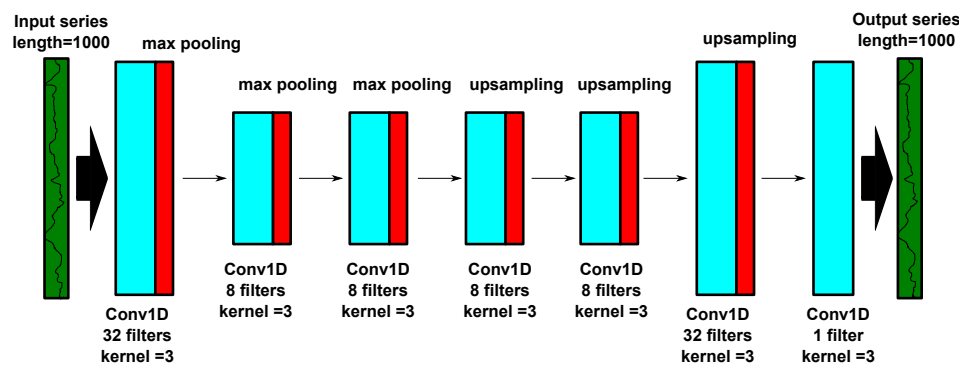 Input series
length=1000
max pooling
max pooling
max pooling
upsampling
upsampling
upsampling
Output series
length=1000
Conv1D
32 filters
kernel =3
Conv1D
8 filters
kernel =3
Conv1D
8 filters
kernel =3
Conv1D
8 filters
kernel =3
Conv1D
8 filters
kernel =3
Conv1D
32 filters
kernel =3
Conv1D
1 filter
kernel =3